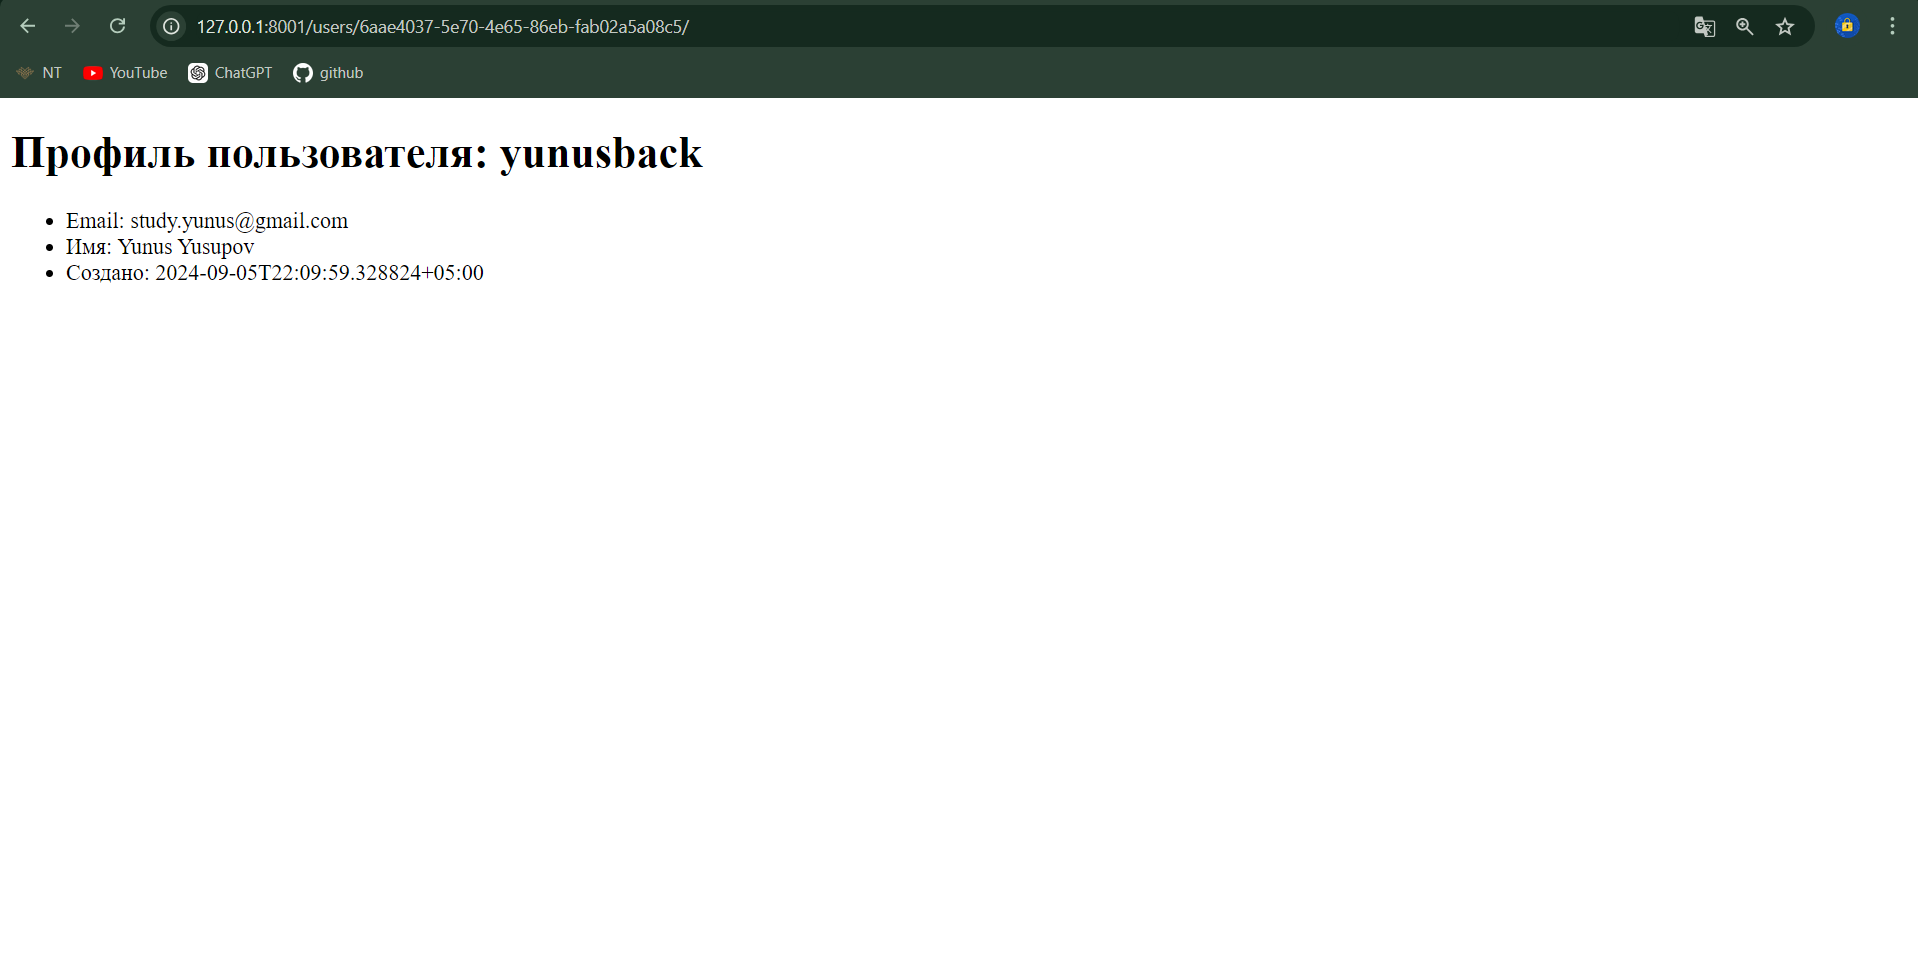 127.0.0.1:8001/users/6aae4037-5e70-4e65-86eb-fab02a5a08c5/
NT YouTube ChatGPT github
Профиль пользователя: yunusback
Email: study.yunus@gmail.com
Имя: Yunus Yusupov
Создано: 2024-09-05T22:09:59.328824+05:00